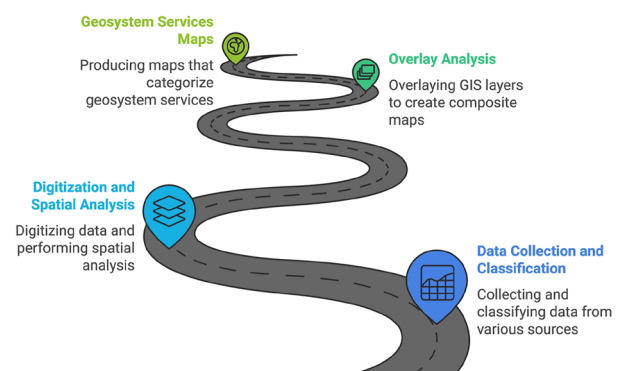 Geosystem Services
Maps
Producing maps that
categorize
geosystem services
Overlay Analysis
Overlaying GIS layers
to create composite
maps
Digitization and
Spatial Analysis
Digitizing data and
performing spatial
analysis
Data Collection and
Classification
Collecting and
classifying data from
various sources